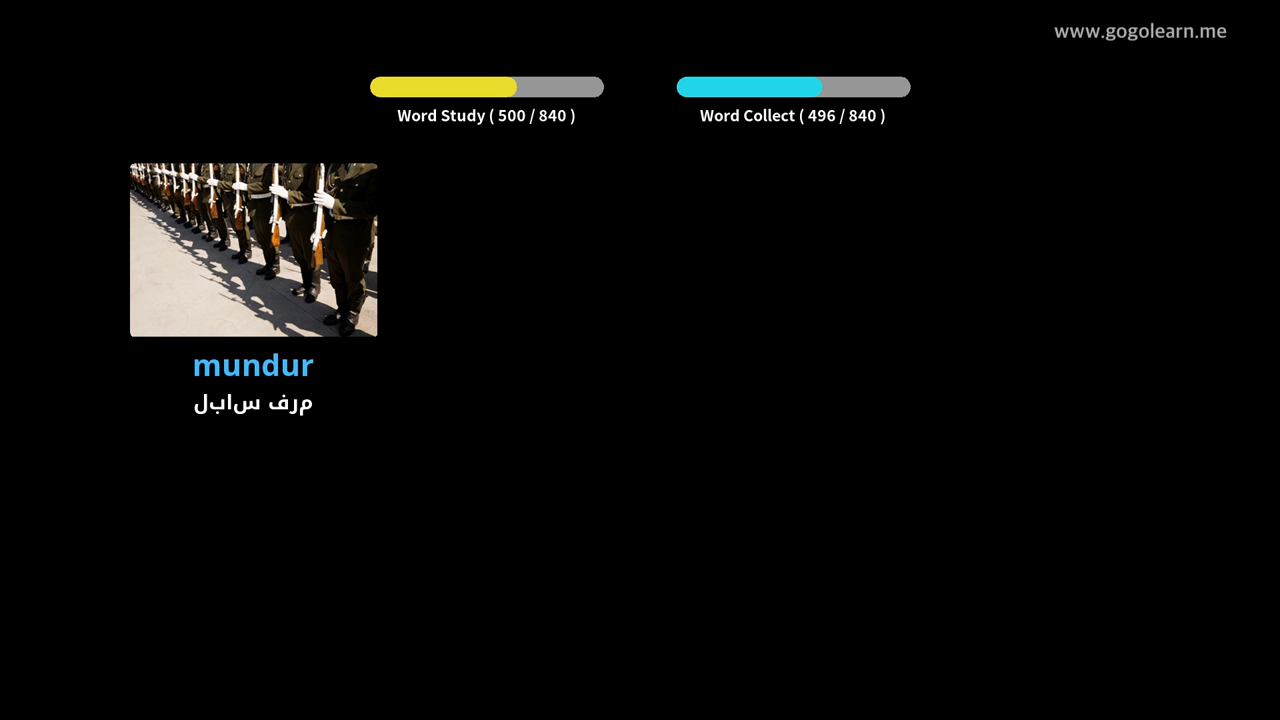 www.gogolearn.me
Word Study ( 500 / 840 )
Word Collect ( 496 / 840 )
mundur
مرف سابل